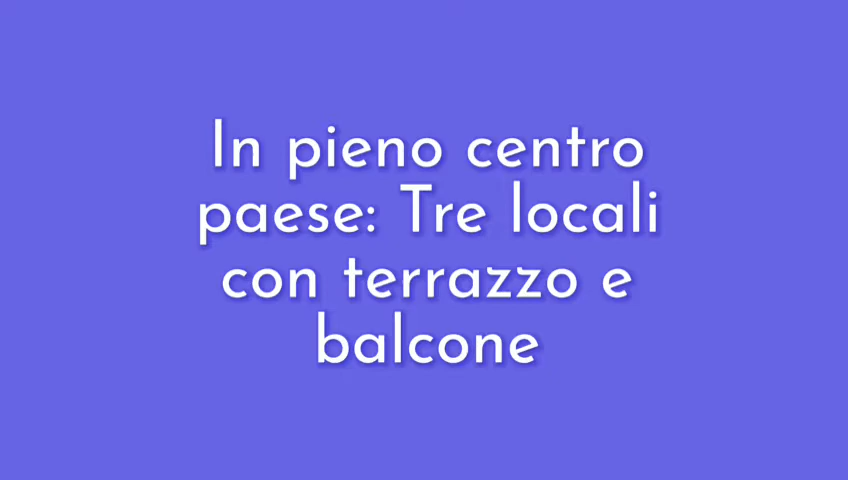 In pieno centro
paese: Tre locali
con terrazzo e
balcone